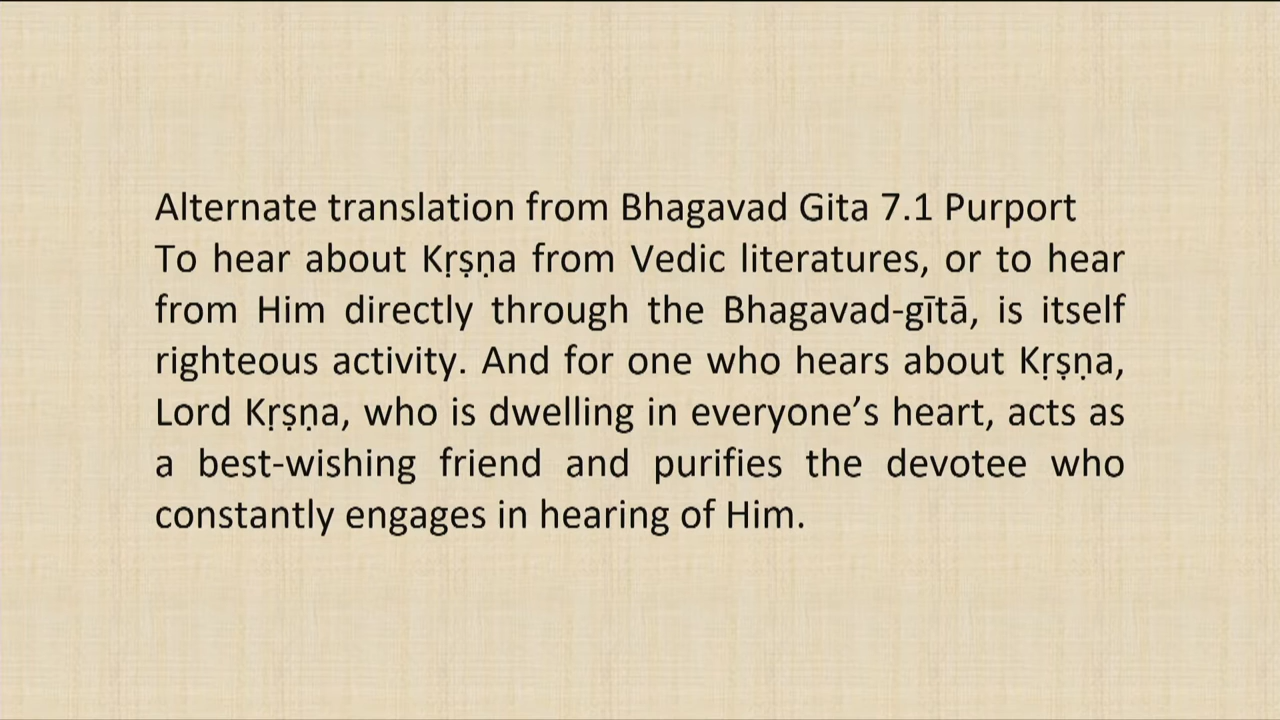 Alternate translation from Bhagavad Gita 7.1 Purport
To hear about Kṛṣṇa from Vedic literatures, or to hear
from Him directly through the Bhagavad-gītā, is itself
righteous activity. And for one who hears about Kṛṣṇa,
Lord Kṛṣṇa, who is dwelling in everyone’s heart, acts as
a best-wishing friend and purifies the devotee who
constantly engages in hearing of Him.